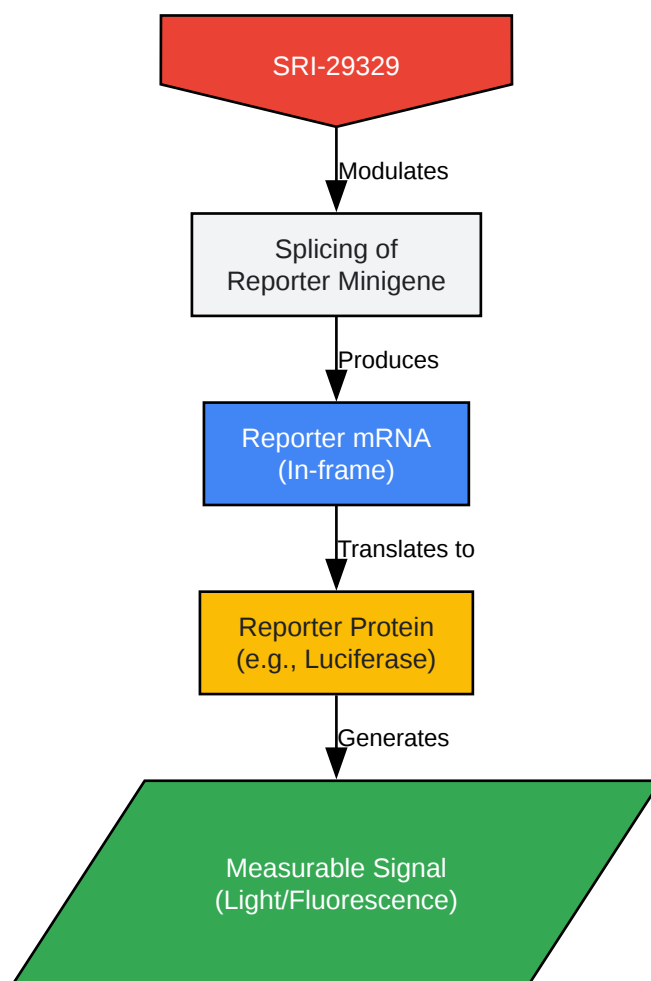 SRI-29329
Modulates
Splicing of
Reporter Minigene
Produces
Reporter mRNA
(In-frame)
Translates to
Reporter Protein
(e.g., Luciferase)
Generates
Measurable Signal
(Light/Fluorescence)